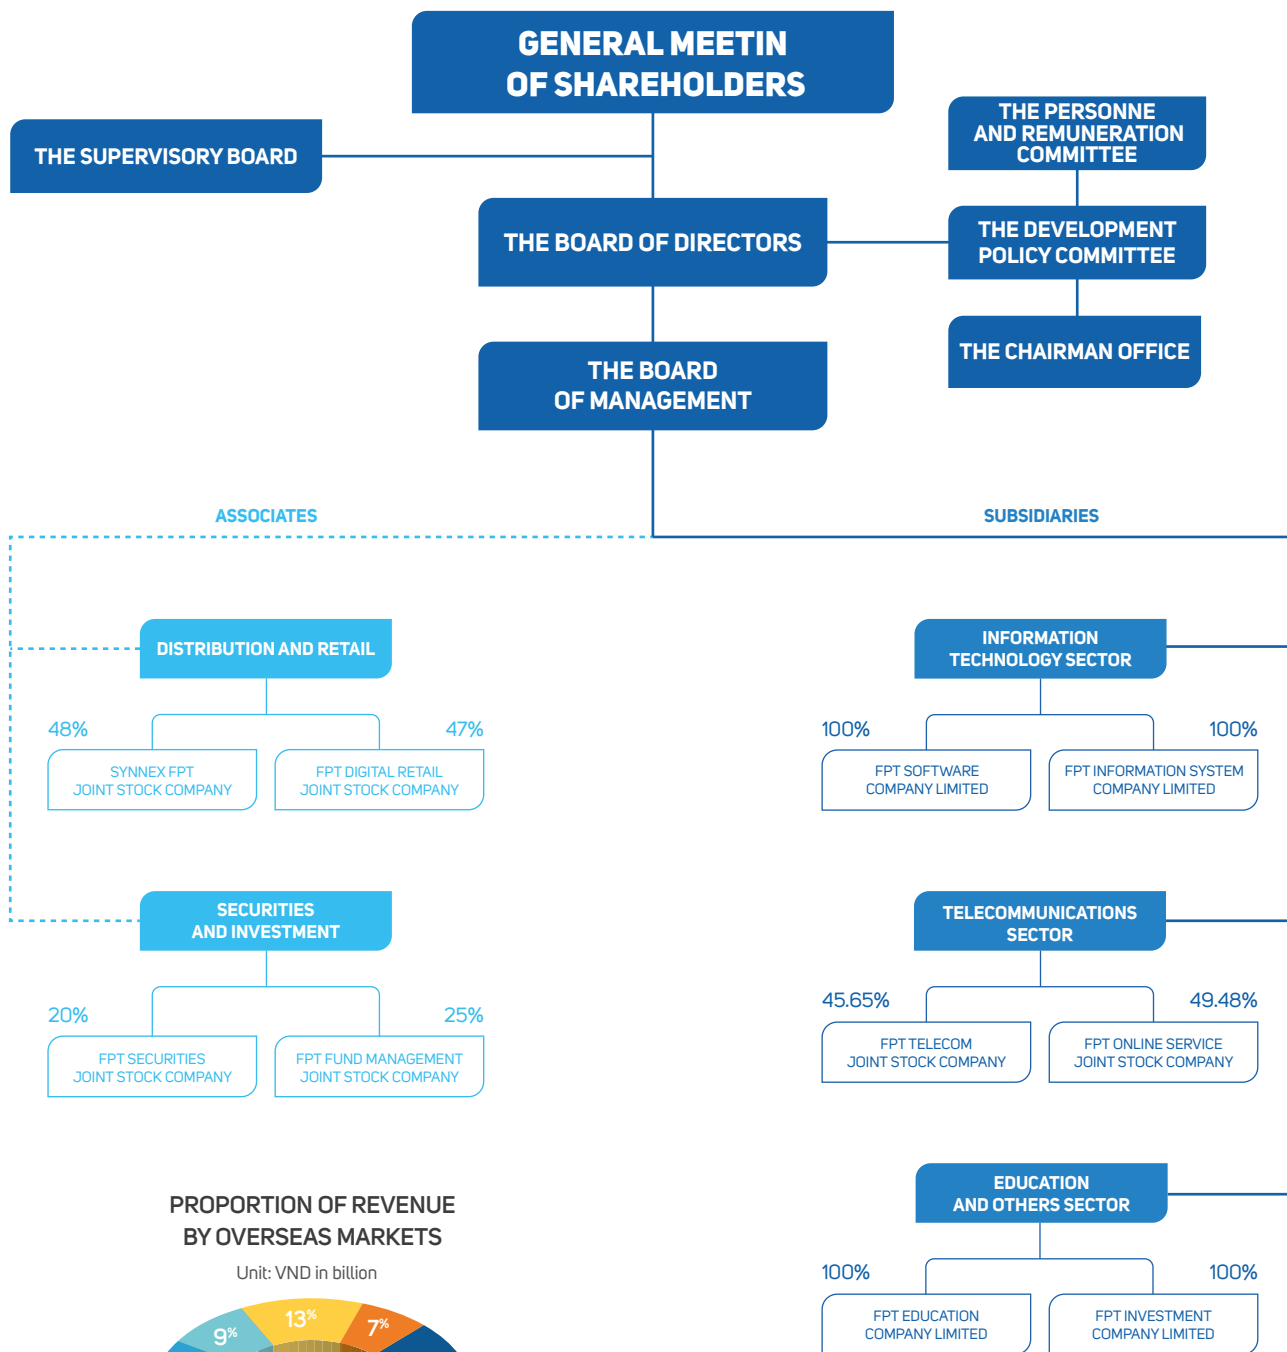 GENERAL MEETIN
OF SHAREHOLDERS
THE PERSONNE
AND REMUNERATION
COMMITTEE
THE SUPERVISORY BOARD
THE BOARD OF DIRECTORS
THE DEVELOPMENT
POLICY COMMITTEE
THE CHAIRMAN OFFICE
THE BOARD
OF MANAGEMENT
ASSOCIATES
SUBSIDIARIES
DISTRIBUTION AND RETAIL
48%
47%
SYNNEX FPT
JOINT STOCK COMPANY
FPT DIGITAL RETAIL
JOINT STOCK COMPANY
INFORMATION
TECHNOLOGY SECTOR
100%
100%
FPT SOFTWARE
COMPANY LIMITED
FPT INFORMATION SYSTEM
COMPANY LIMITED
SECURITIES
AND INVESTMENT
20%
25%
FPT SECURITIES
JOINT STOCK COMPANY
FPT FUND MANAGEMENT
JOINT STOCK COMPANY
TELECOMMUNICATIONS
SECTOR
45.65%
49.48%
FPT TELECOM
JOINT STOCK COMPANY
FPT ONLINE SERVICE
JOINT STOCK COMPANY
EDUCATION
AND OTHERS SECTOR
100%
100%
FPT EDUCATION
COMPANY LIMITED
FPT INVESTMENT
COMPANY LIMITED
PROPORTION OF REVENUE
BY OVERSEAS MARKETS
Unit: VND in billion
9%
13%
7%